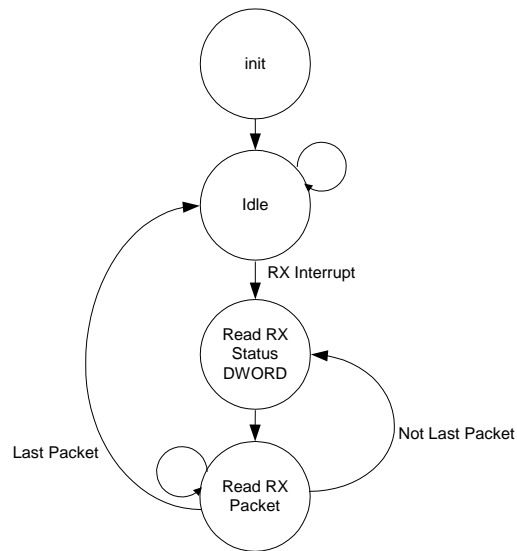 init
Idle
RX Interrupt
Read RX
Status
DWORD
Not Last Packet
Last Packet
Read RX
Packet